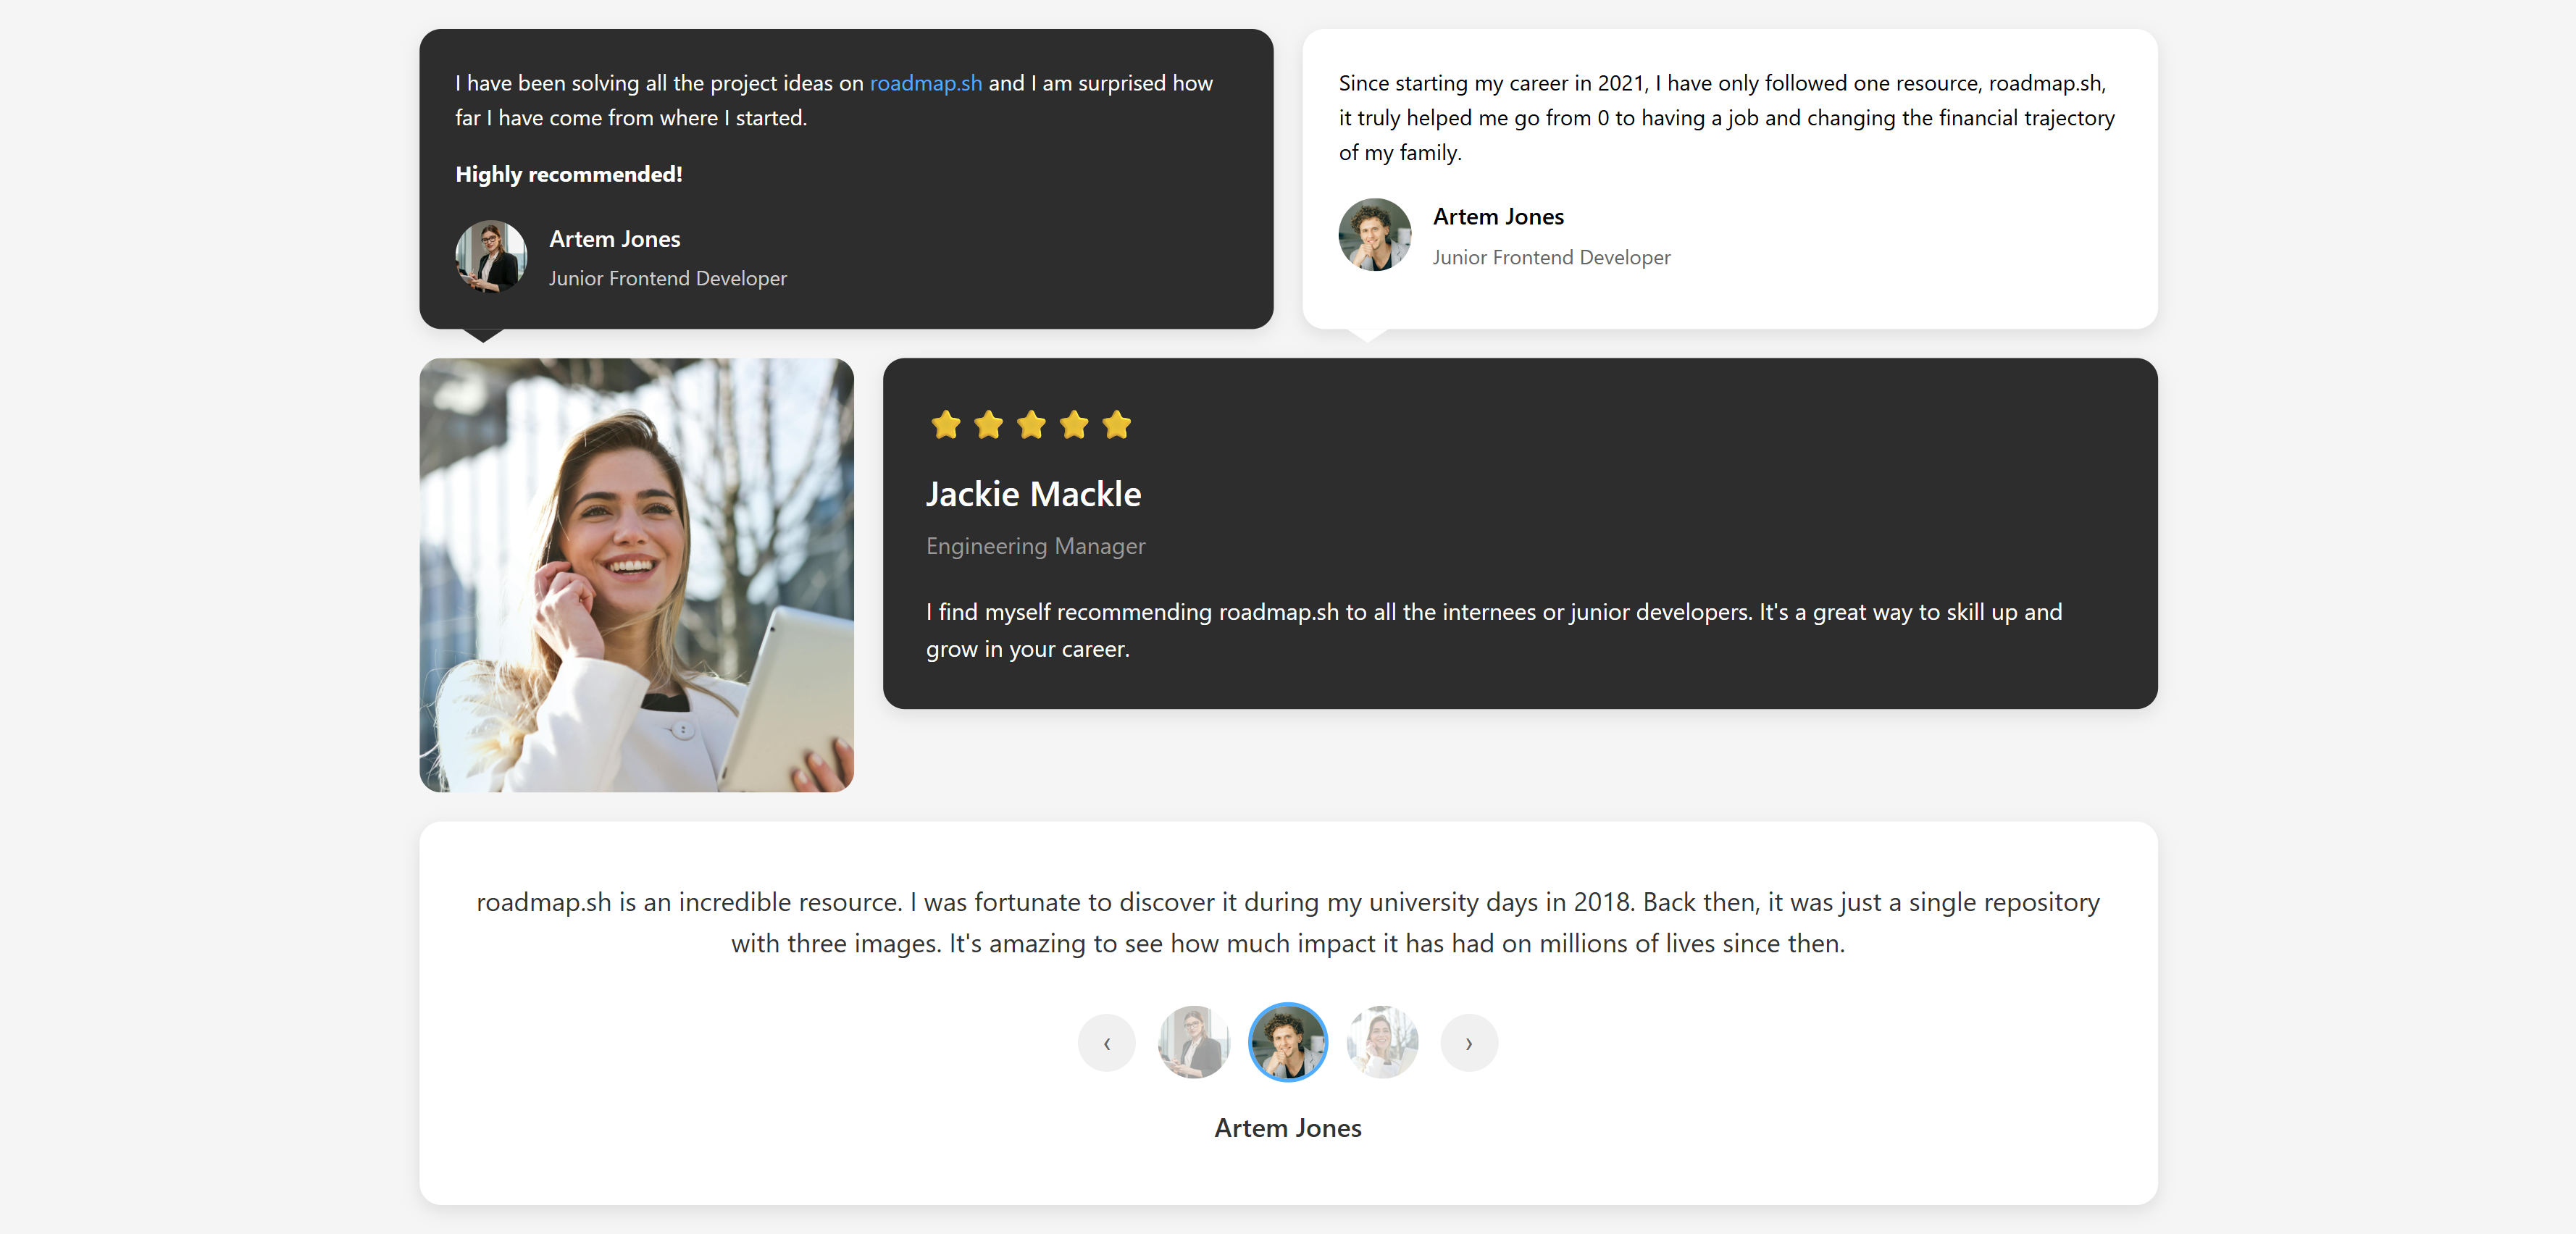 I have been solving all the project ideas on roadmap.sh and I am surprised how
far I have come from where I started.
Highly recommended!
Artem Jones
Junior Frontend Developer
Since starting my career in 2021, I have only followed one resource, roadmap.sh,
it truly helped me go from 0 to having a job and changing the financial trajectory
of my family.
Artem Jones
Junior Frontend Developer
Jackie Mackle
Engineering Manager
I find myself recommending roadmap.sh to all the internees or junior developers. It's a great way to skill up and
grow in your career.
roadmap.sh is an incredible resource. I was fortunate to discover it during my university days in 2018. Back then, it was just a single repository
with three images. It's amazing to see how much impact it has had on millions of lives since then.
‹ ›
Artem Jones